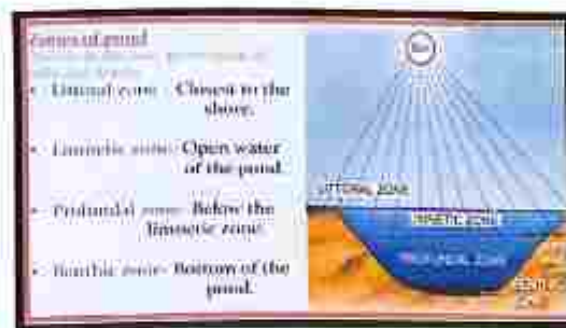 Zones of pond
• Littoral zone - Closest to the
shore.
• Limnetic zone- Open water
of the pond.
• Profundal zone- Below the
limnetic zone.
• Benthic zone- Bottom of the
pond.
Sun
LITTORAL ZONE
LIMNETIC ZONE
PROFUNDAL ZONE
BENTHIC
ZONE